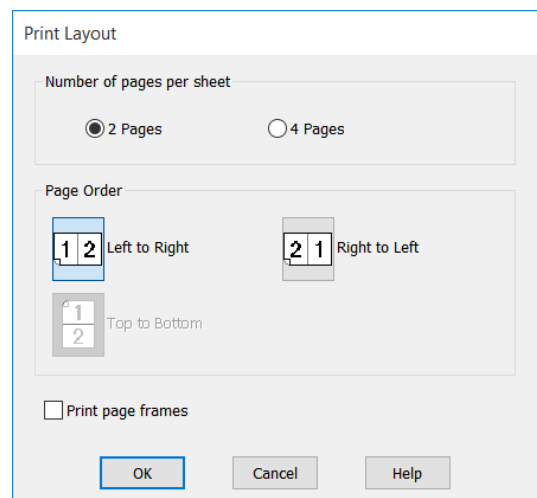 Print Layout
Number of pages per sheet
2 Pages 4 Pages
Page Order
1 2 Left to Right 2 1 Right to Left
1
2 Top to Bottom
Print page frames
OK Cancel Help